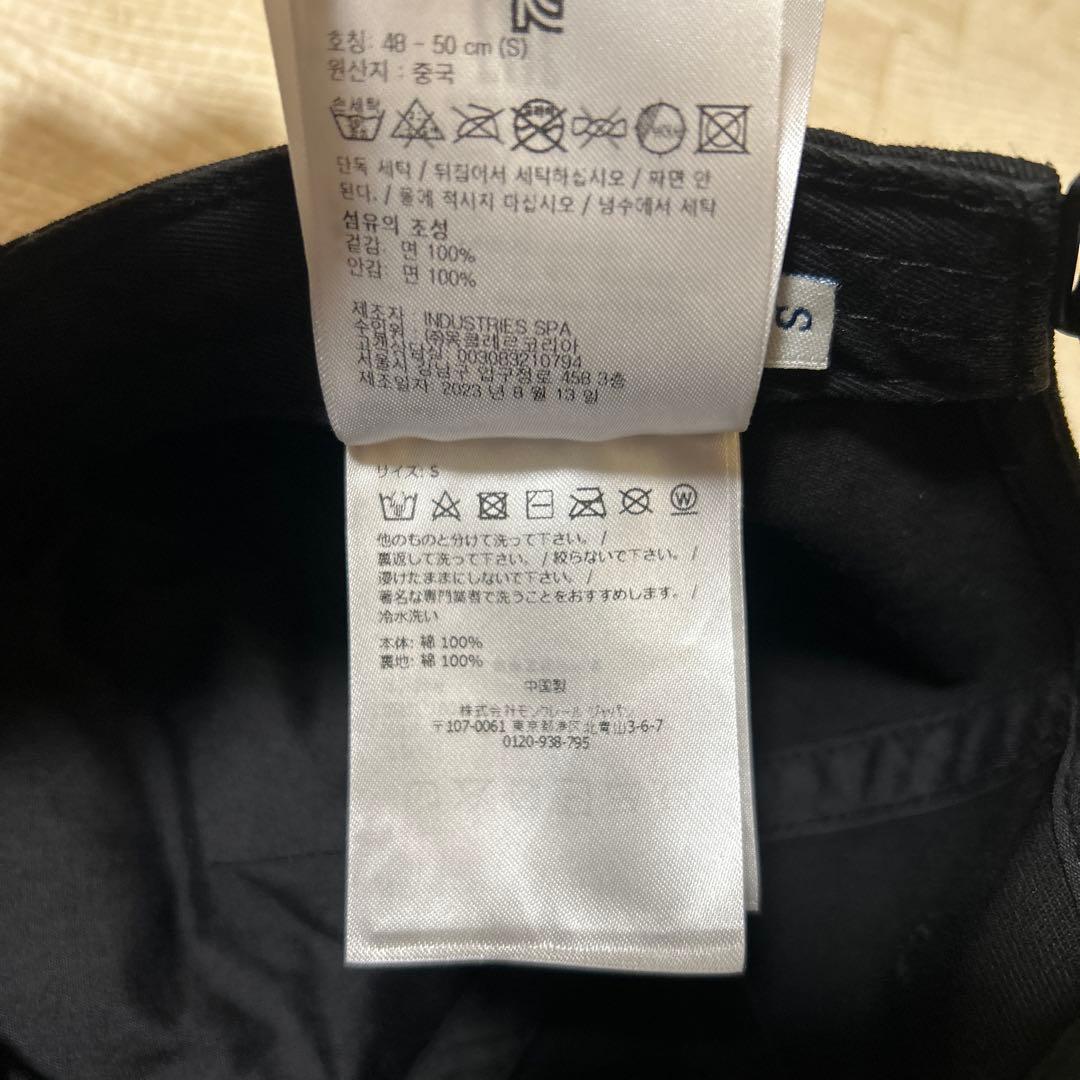 호칭: 48 - 50 cm (S)
원산지 : 중국
손세탁
단독 세탁 / 뒤집어서 세탁하십시오 / 짜면 안
된다. / 물에 적시지 마십시오 / 냉수에서 세탁
섬유의 조성
겉감: 면 100%
안감: 면 100%
제조자 : INDUSTRIES SPA
수입원 : ㈜몽클레르코리아
고객상담실: 003083210794
서울시 강남구 압구정로 458 3층
제조일자 2023 년 8 월 13 일
S
サイズ: S
W
他のものと分けて洗って下さい。 /
裏返して洗って下さい。 / 絞らないで下さい。 /
浸けたままにしないで下さい。 /
著名な専門業者で洗うことをおすすめします。 /
冷水洗い
本体: 綿 100%
裏地: 綿 100%
中国製
株式会社モンクレール ジャパン
〒107-0061 東京都港区北青山3-6-7
0120-938-795